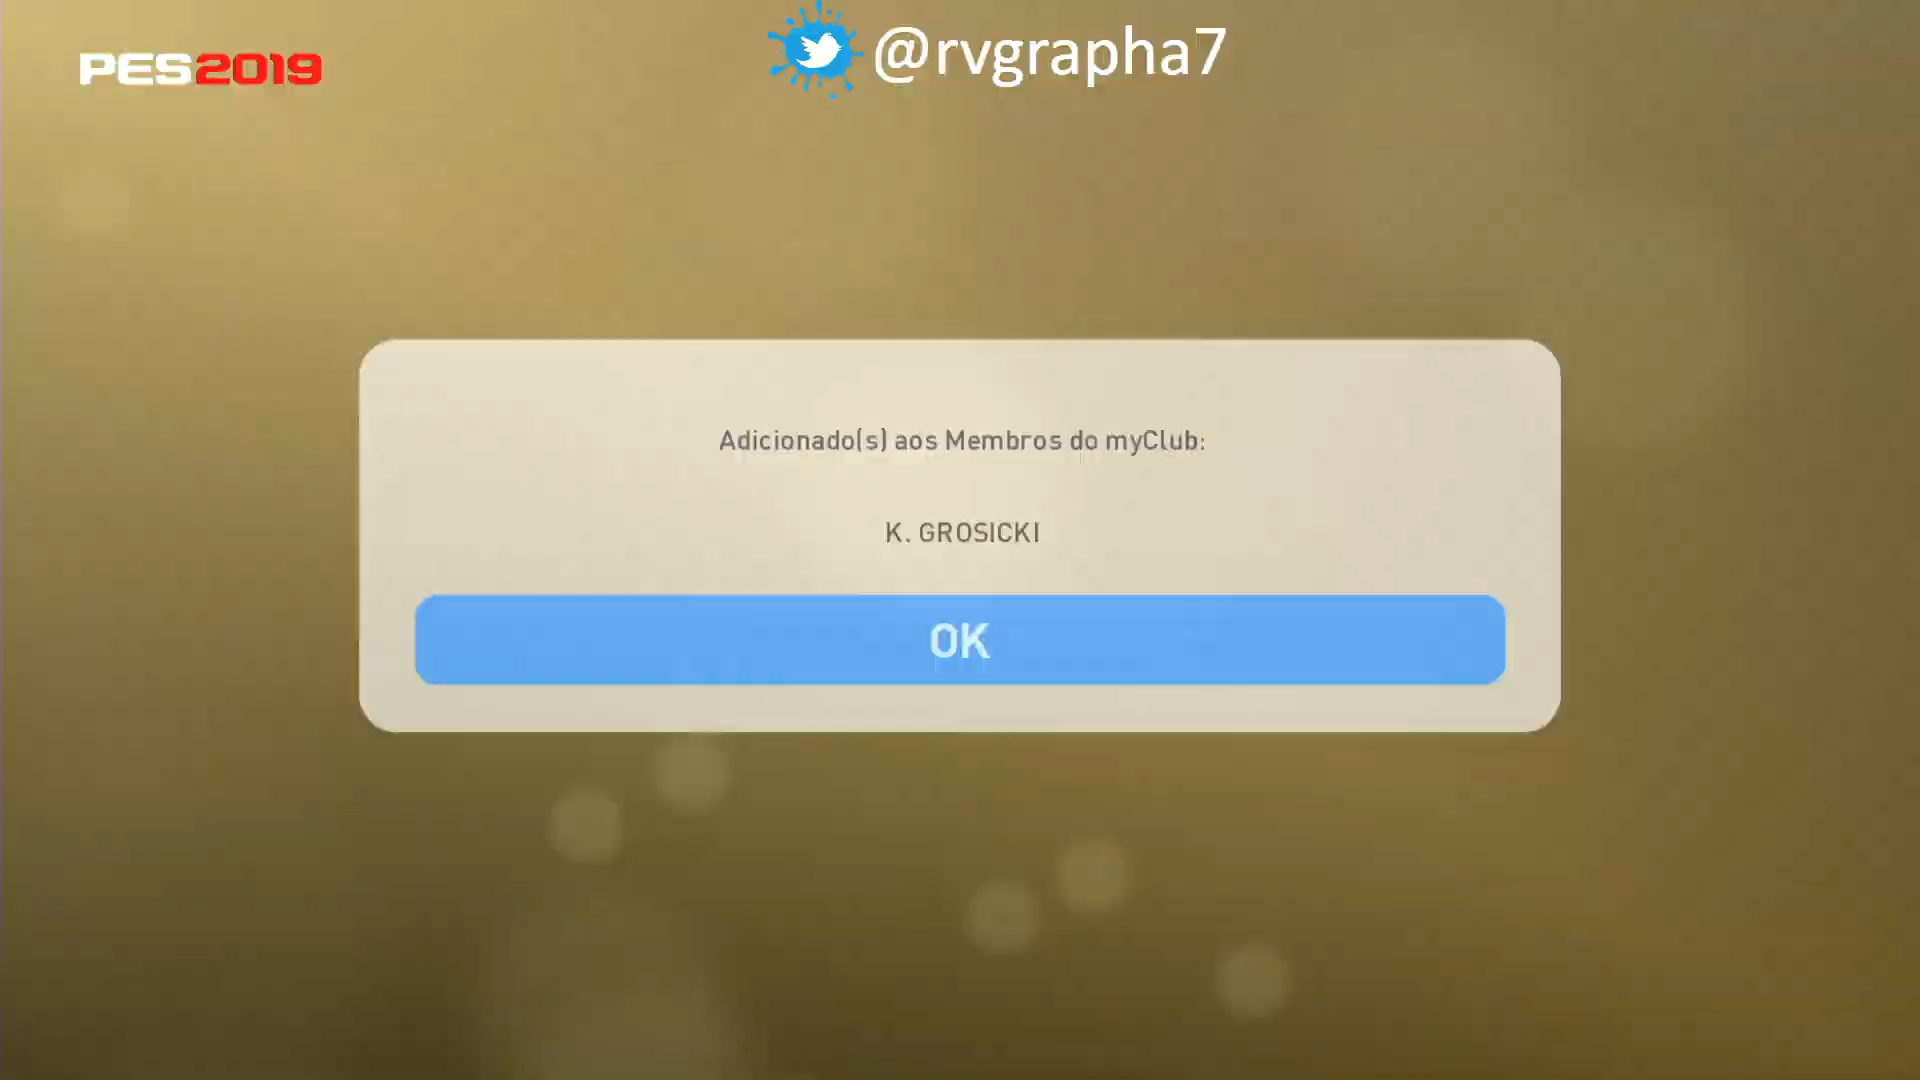 PES2019
@rvgrapha7
Adicionado(s) aos Membros do myClub:
K. GROSICKI
OK